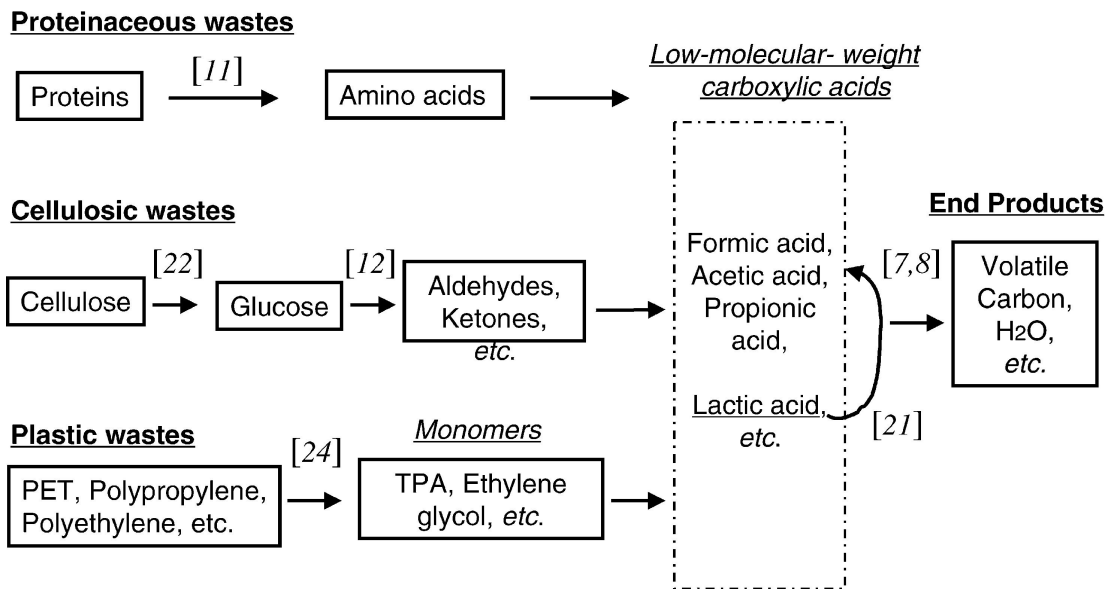 Proteinaceous wastes
Proteins
[11]
Amino acids
Low-molecular- weight
carboxylic acids
Cellulosic wastes
Cellulose
[22]
Glucose
[12]
Aldehydes,
Ketones,
etc.
Plastic wastes
PET, Polypropylene,
Polyethylene, etc.
[24]
Monomers
TPA, Ethylene
glycol, etc.
Formic acid,
Acetic acid,
Propionic
acid,
Lactic acid,
etc.
[21]
[7,8]
End Products
Volatile
Carbon,
H2O,
etc.